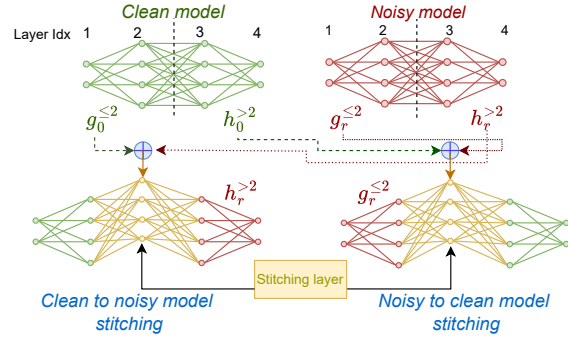 Clean model
Noisy model
Layer Idx 1 2 3 4 1 2 3 4
g_0^{≤2} h_0^{>2} g_r^{≤2} h_r^{>2}
h_r^{>2} g_r^{≤2}
Stitching layer
Clean to noisy model
stitching
Noisy to clean model
stitching